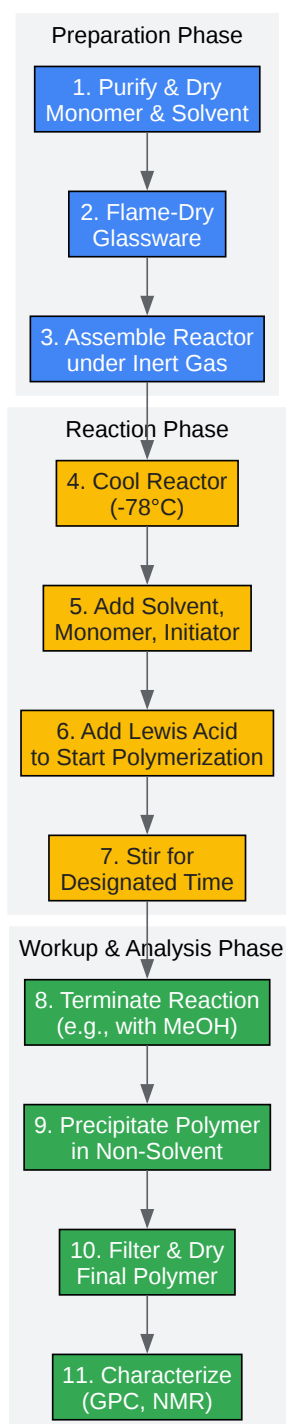 Preparation Phase
1. Purify & Dry
Monomer & Solvent
2. Flame-Dry
Glassware
3. Assemble Reactor
under Inert Gas
Reaction Phase
4. Cool Reactor
(-78°C)
5. Add Solvent,
Monomer, Initiator
6. Add Lewis Acid
to Start Polymerization
7. Stir for
Designated Time
Workup & Analysis Phase
8. Terminate Reaction
(e.g., with MeOH)
9. Precipitate Polymer
in Non-Solvent
10. Filter & Dry
Final Polymer
11. Characterize
(GPC, NMR)